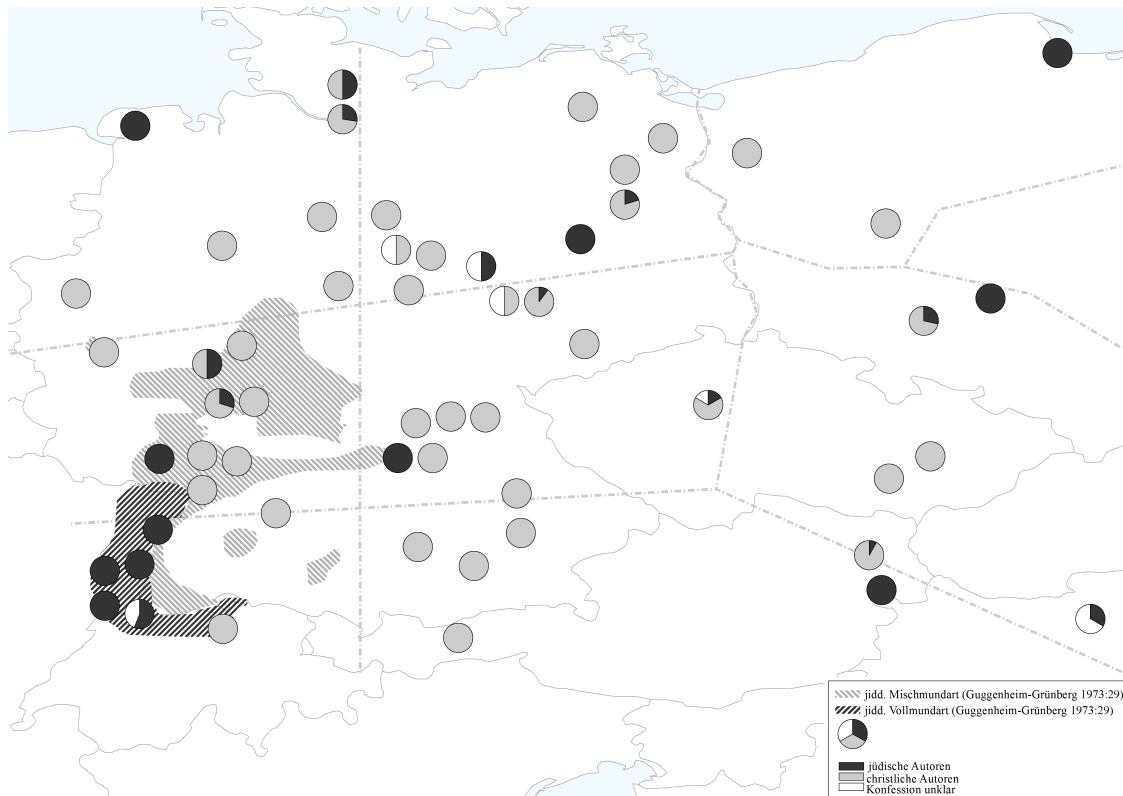 jidd. Mischmundart (Guggenheim-Grünberg 1973:29)
jidd. Vollmundart (Guggenheim-Grünberg 1973:29)
jüdische Autoren
christliche Autoren
Konfession unklar